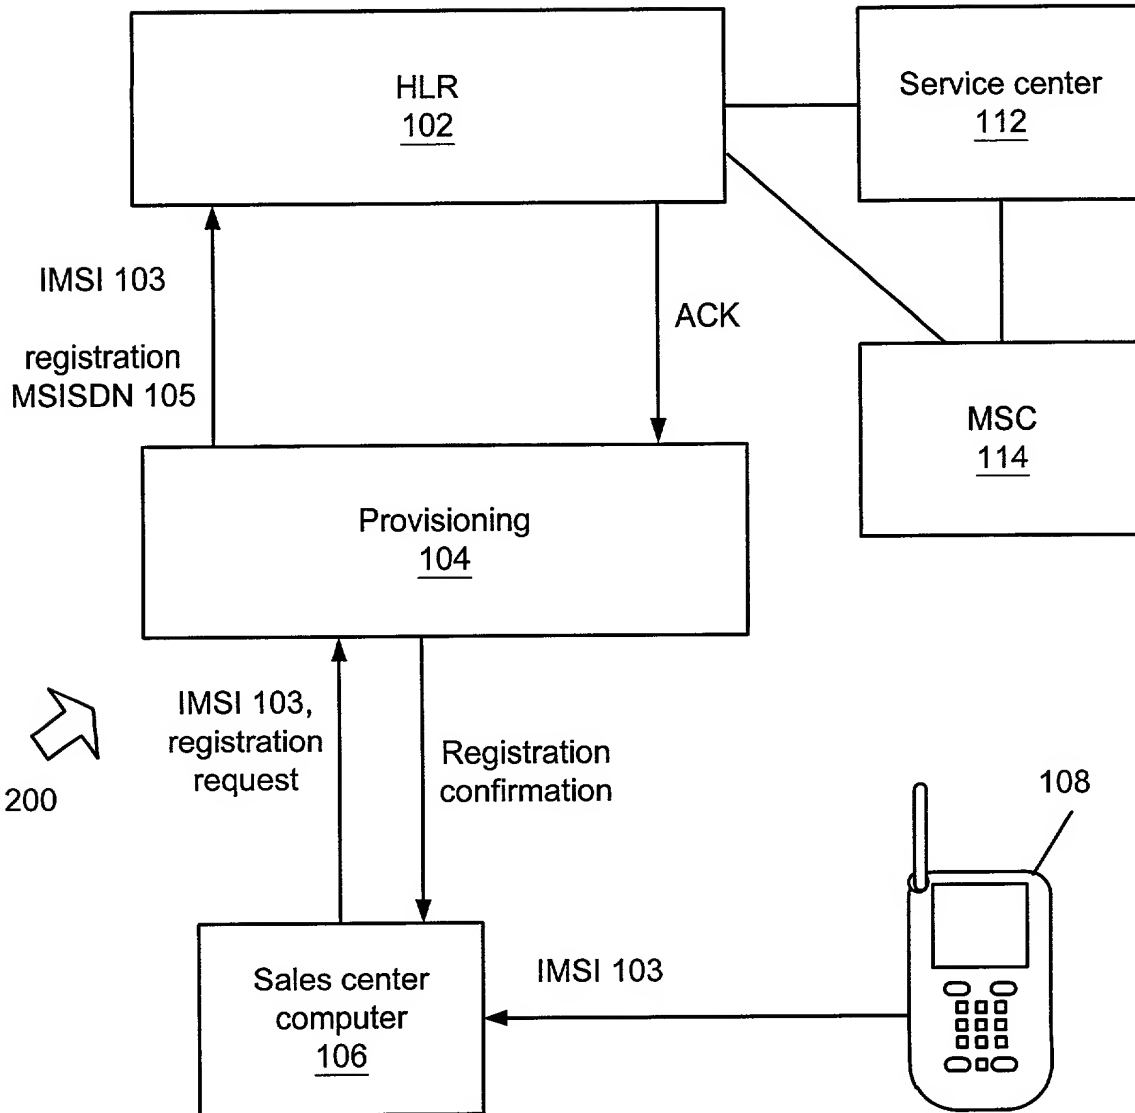 HLR
102
Service center
112
IMSI 103
registration
MSISDN 105
ACK
MSC
114
Provisioning
104
IMSI 103,
registration
request
Registration
confirmation
200
108
Sales center
computer
106
IMSI 103